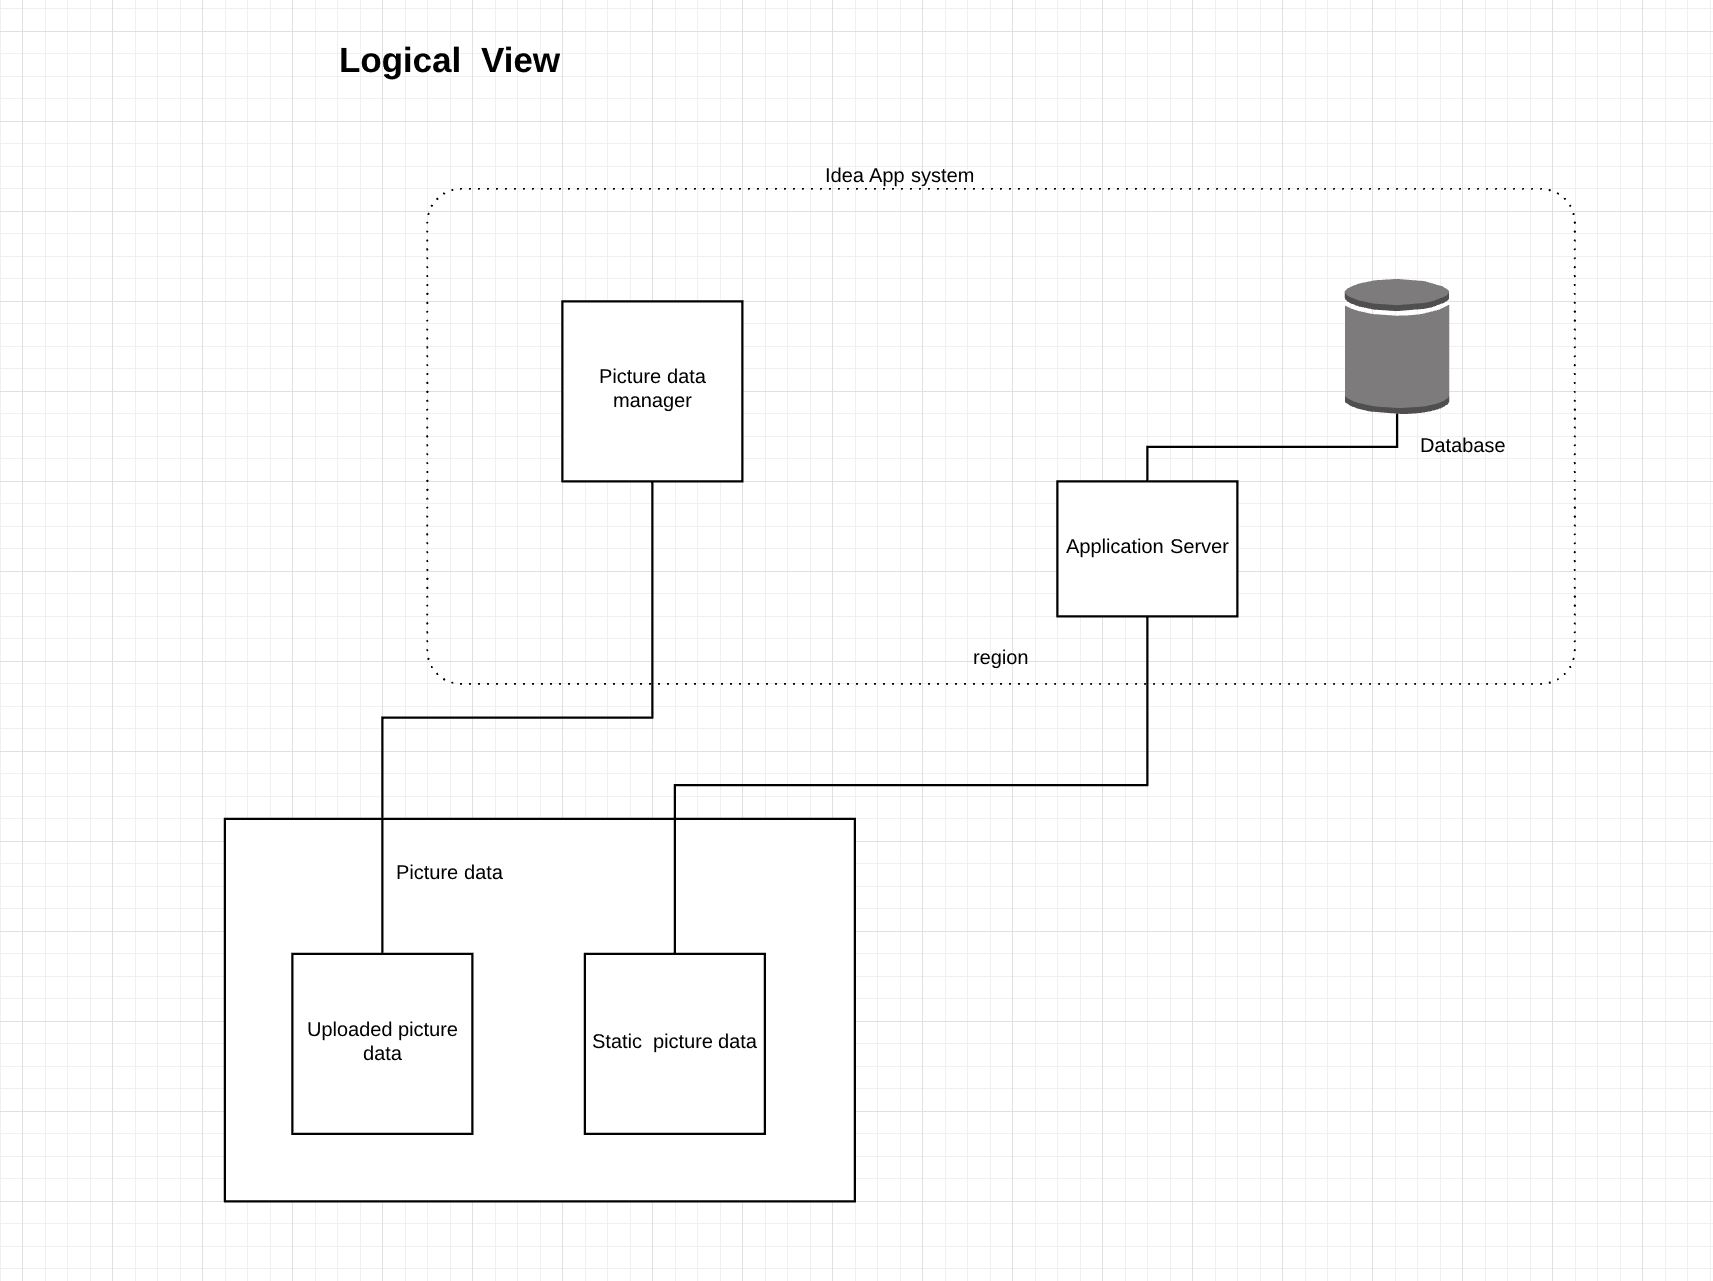 Logical  View
Idea App system
Picture data
manager
Database
Application Server
region
Picture data
Uploaded picture
data
Static  picture data